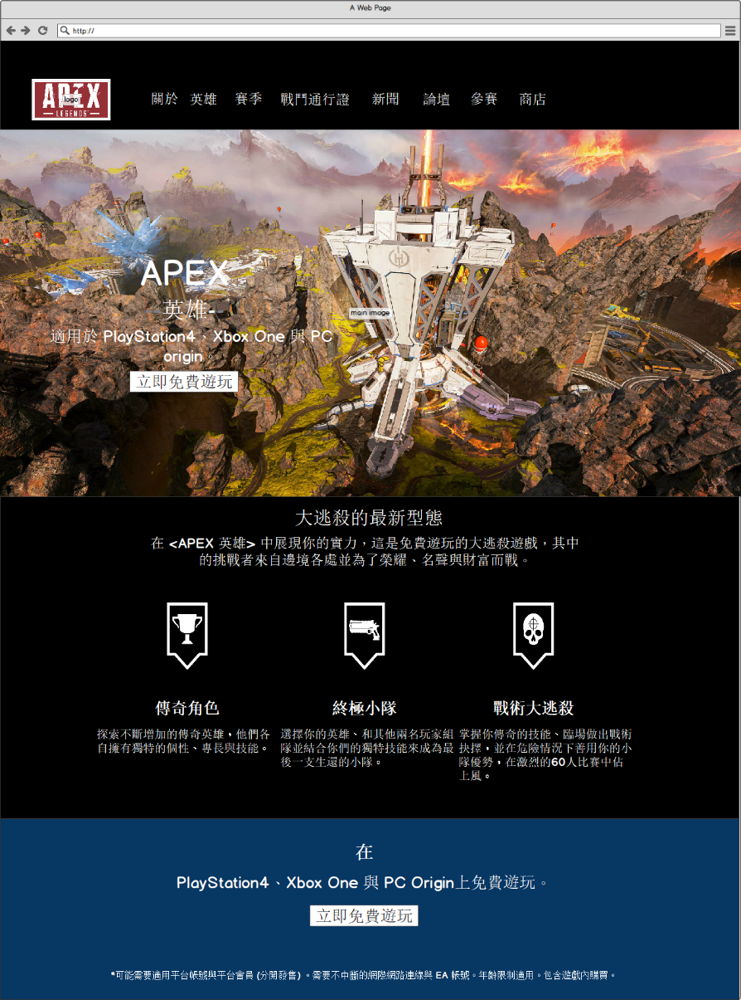 A Web Page
http://
APEX
logo
LEGENDS
關於 英雄 賽季 戰鬥通行證 新聞 論壇 參賽 商店
APEX
英雄-
main image
適用於 PlayStation4、Xbox One 與 PC
origin。
立即免費遊玩
大逃殺的最新型態
在 <APEX 英雄> 中展現你的實力，這是免費遊玩的大逃殺遊戲，其中
的挑戰者來自邊境各處並為了榮耀、名聲與財富而戰。
傳奇角色
探索不斷增加的傳奇英雄，他們各
自擁有獨特的個性、專長與技能。
終極小隊
選擇你的英雄、和其他兩名玩家組
隊並結合你們的獨特技能來成為最
後一支生還的小隊。
戰術大逃殺
掌握你傳奇的技能、臨場做出戰術
抉擇，並在危險情況下善用你的小
隊優勢，在激烈的60人比賽中佔
上風。
在
PlayStation4、Xbox One 與 PC Origin上免費遊玩。
立即免費遊玩
*可能需要適用平台帳號與平台會員 (分開發售) 。需要不中斷的網際網路連線與 EA 帳號。年齡限制適用。包含遊戲內購買。